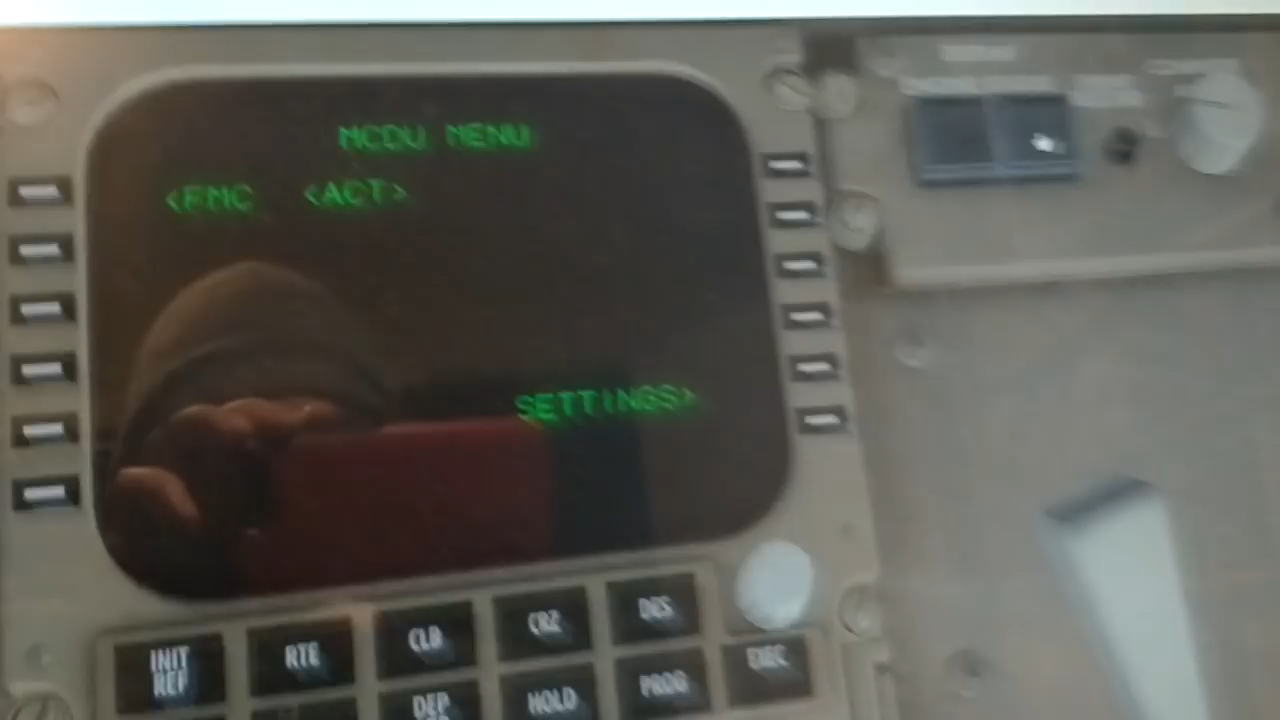 MCDU MENU
<FMC <ACT>
SETTINGS>
INIT REF
RTE
CLB
CRZ
DES
DEP
HOLD
PROG
EXEC